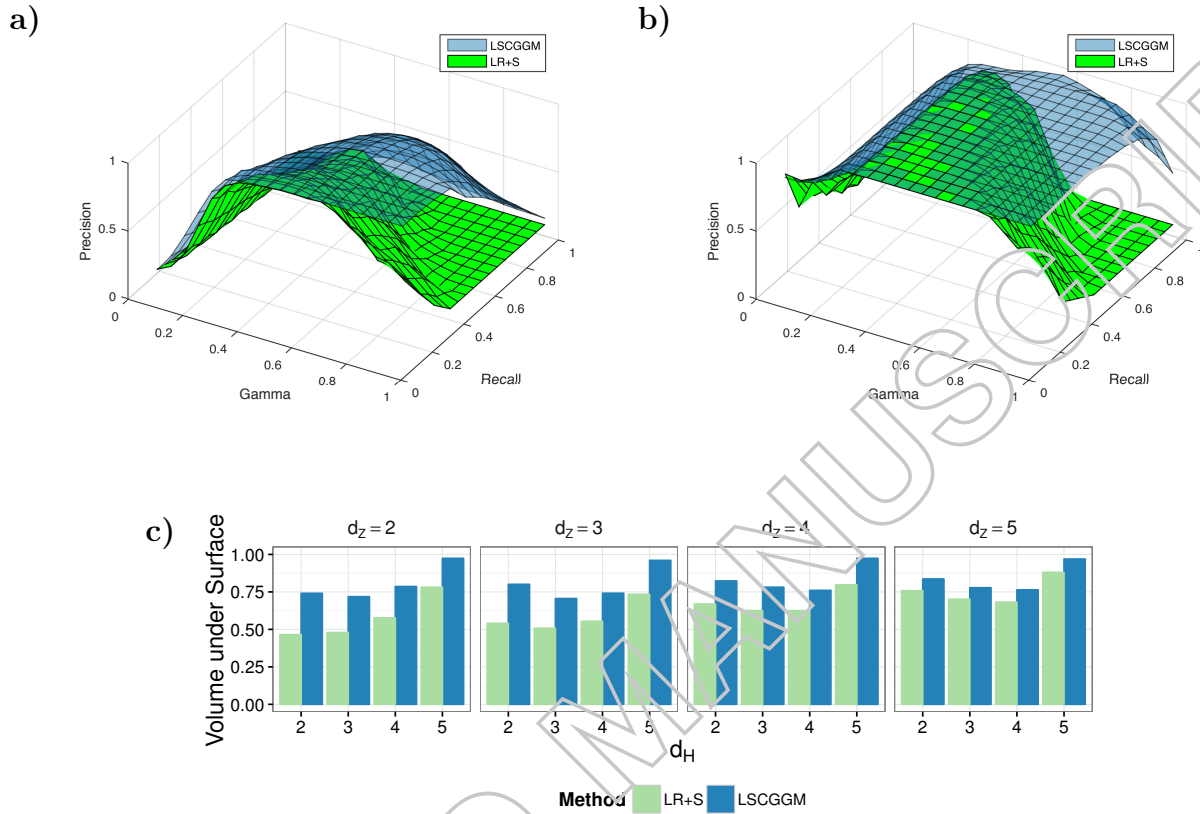 a)
LSCGGM
LR+S
1
0.5
0
Precision
0
0.2
0.4
0.6
0.8
1
Gamma
0
0.2
0.4
0.6
0.8
1
Recall
b)
LSCGGM
LR+S
1
0.5
0
Precision
0
0.2
0.4
0.6
0.8
1
Gamma
0
0.2
0.4
0.6
0.8
1
Recall
c)
Volume under Surface
1.00
0.75
0.50
0.25
0.00
dZ = 2
dZ = 3
dZ = 4
dZ = 5
2 3 4 5
2 3 4 5
2 3 4 5
2 3 4 5
dH
Method LR+S LSCGGM
MANUSCRIP